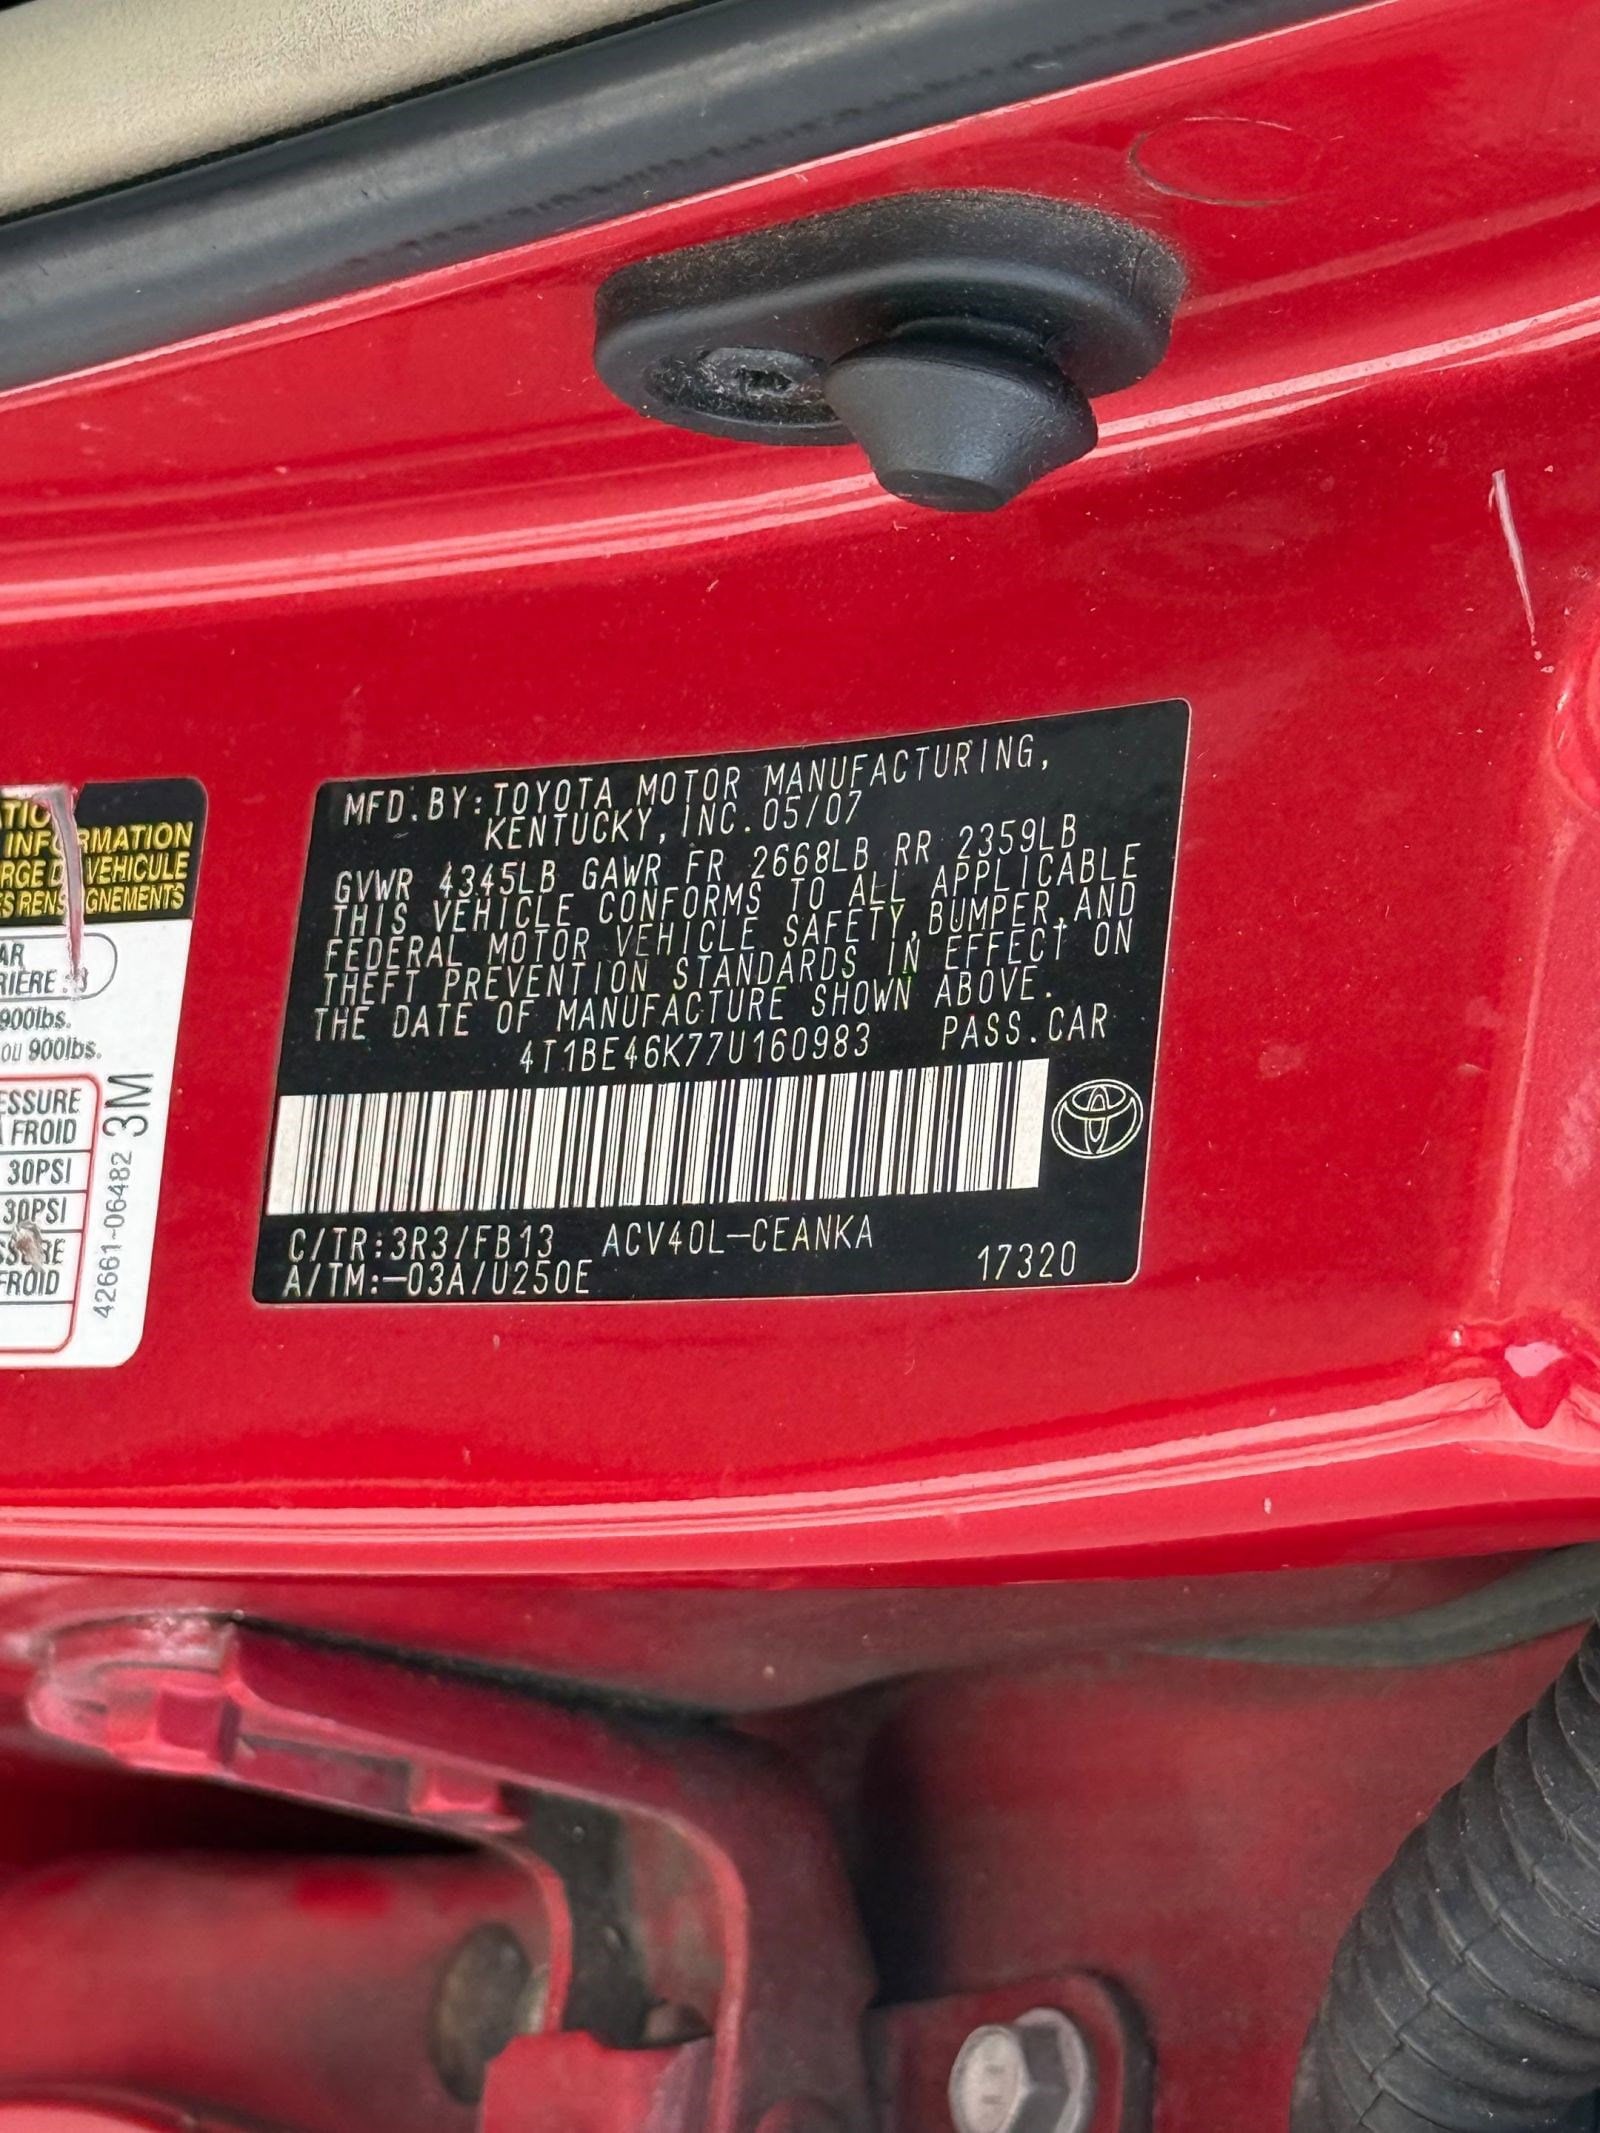 MFD. BY: TOYOTA MOTOR MANUFACTURING,
KENTUCKY, INC. 05/07
GVWR 4345LB GAWR FR 2668LB RR 2359LB
THIS VEHICLE CONFORMS TO ALL APPLICABLE
FEDERAL MOTOR VEHICLE SAFETY, BUMPER, AND
THEFT PREVENTION STANDARDS IN EFFECT ON
THE DATE OF MANUFACTURE SHOWN ABOVE.
4T1BE46K77U160983 PASS. CAR
C/TR: 3R3/FB13 ACV40L-CEANKA
A/TM:-03A/U250E 17320
VEHICULE
900lbs.
ou 900lbs.
FROID
30PSI
30PSI
FROID
42661-06482 3M